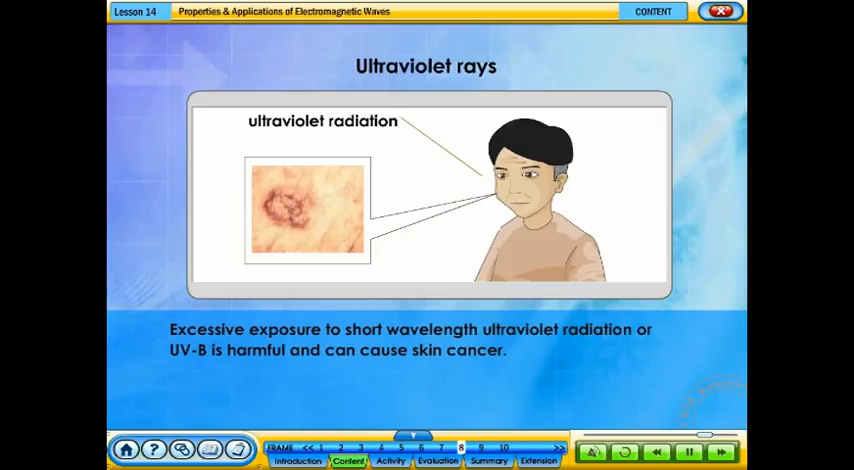 Lesson 14
Properties & Applications of Electromagnetic Waves
CONTENT
Ultraviolet rays
ultraviolet radiation
Excessive exposure to short wavelength ultraviolet radiation or
UV-B is harmful and can cause skin cancer.
FRAME << 1 2 3 4 5 6 7 8 9 10 >>
Introduction Content Activity Evaluation Summary Extension